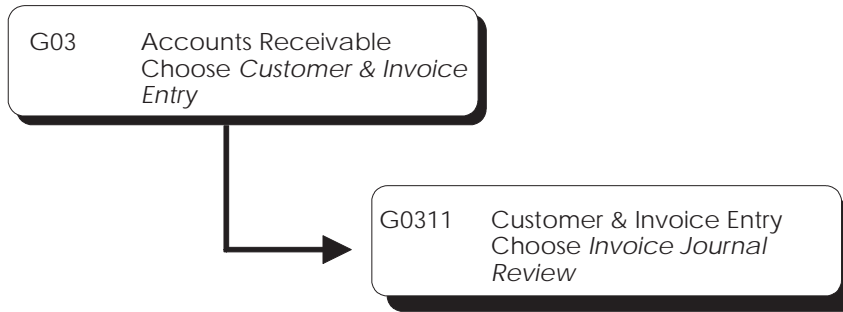 G03 Accounts Receivable
Choose Customer & Invoice
Entry
G0311 Customer & Invoice Entry
Choose Invoice Journal
Review